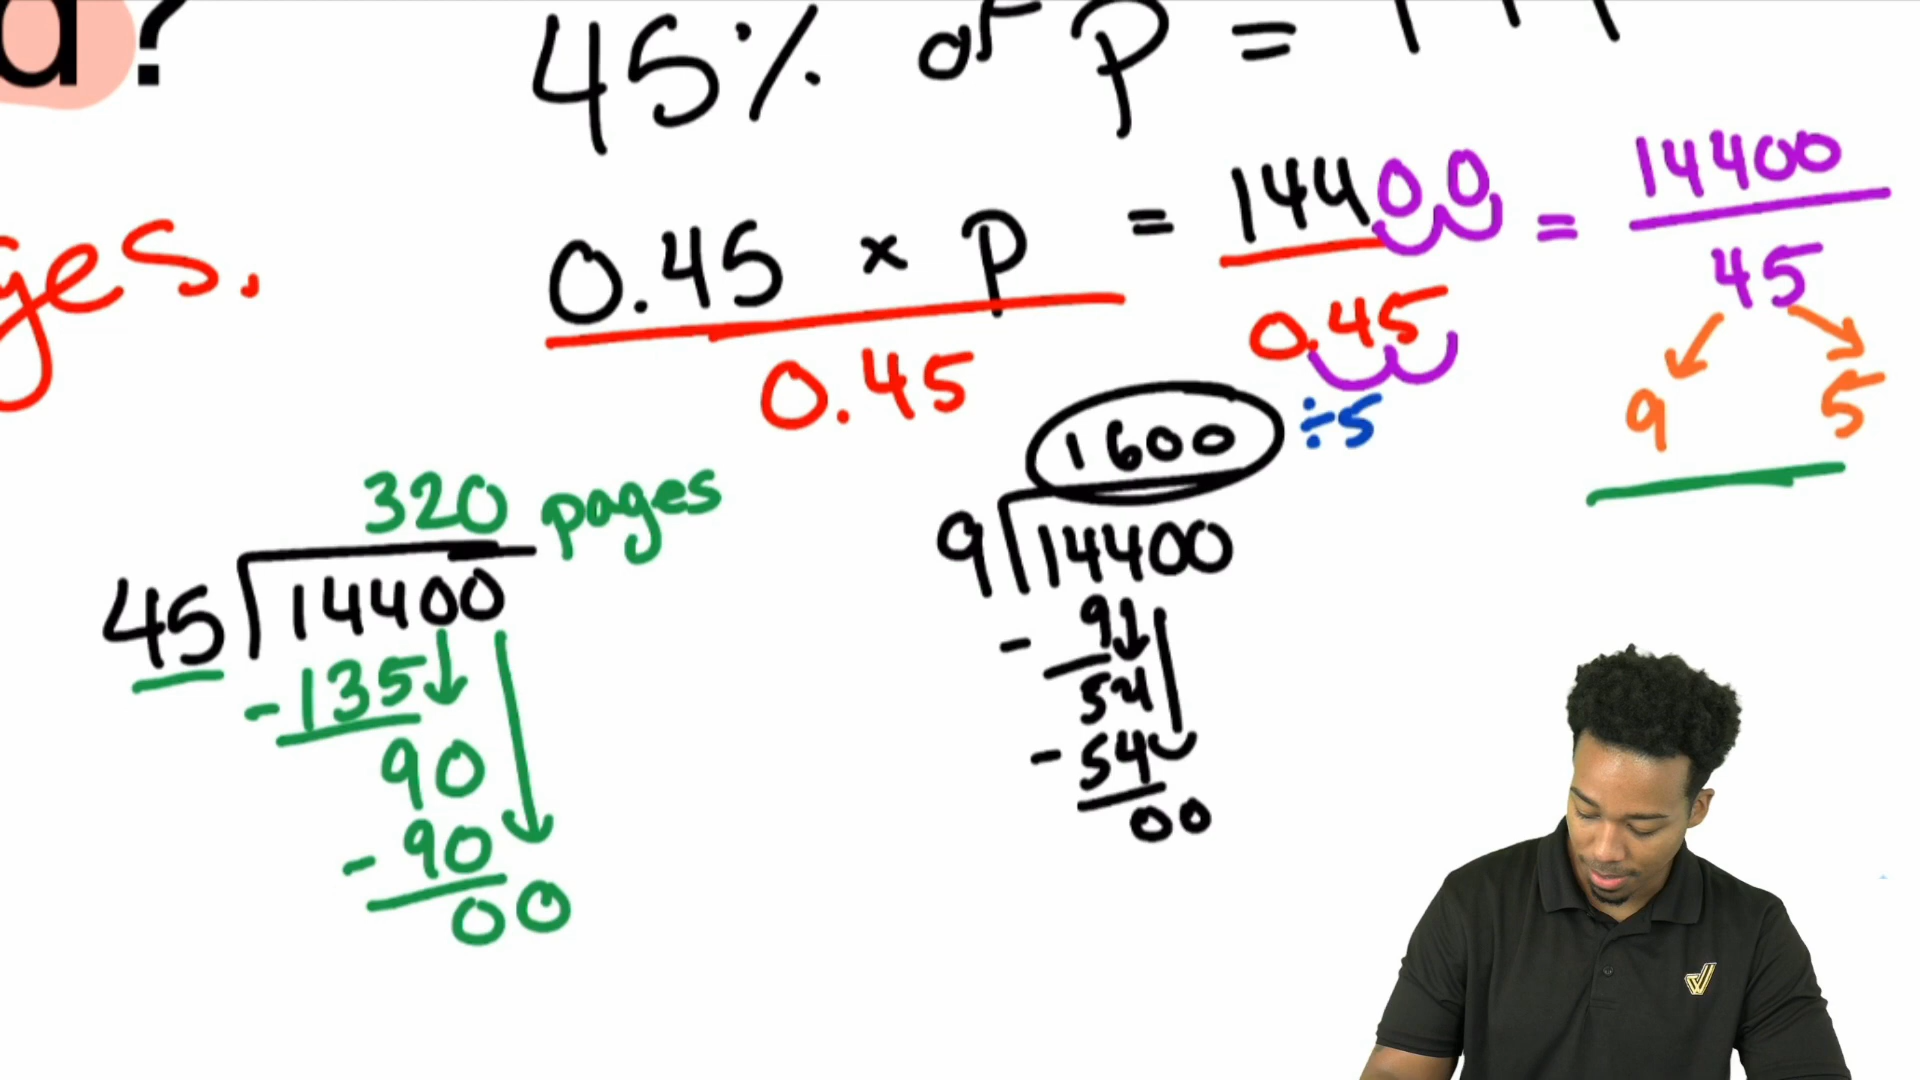 d?
45% of P = 144
ges.
0.45 × P = 14400 = 14400
0.45 0.45 45
9 5
1600 ÷5
320 pages
9 14400
45 14400
- 9
- 135
54
90
- 54
- 90
00
00